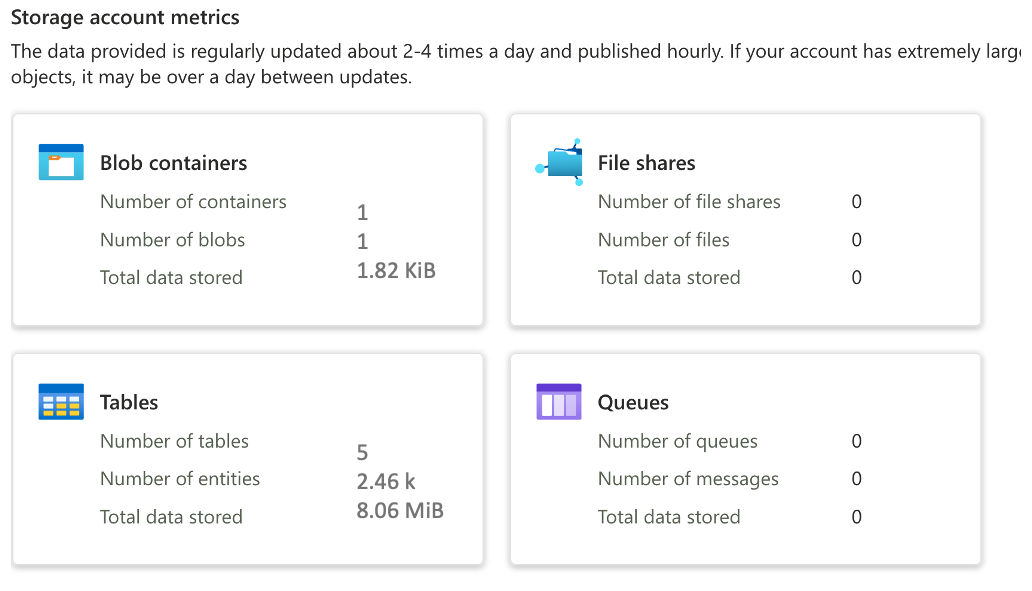 Storage account metrics
The data provided is regularly updated about 2-4 times a day and published hourly. If your account has extremely
objects, it may be over a day between updates.
Blob containers
Number of containers 1
Number of blobs 1
Total data stored 1.82 KiB
File shares
Number of file shares 0
Number of files 0
Total data stored 0
Tables
Number of tables 5
Number of entities 2.46 k
Total data stored 8.06 MiB
Queues
Number of queues 0
Number of messages 0
Total data stored 0